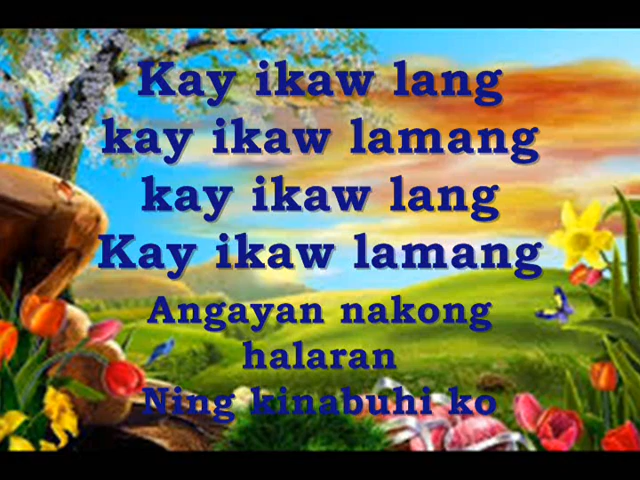 Kay ikaw lang
kay ikaw lamang
kay ikaw lang
Kay ikaw lamang
Angayan nakong
halaran
Ning kinabuhi ko